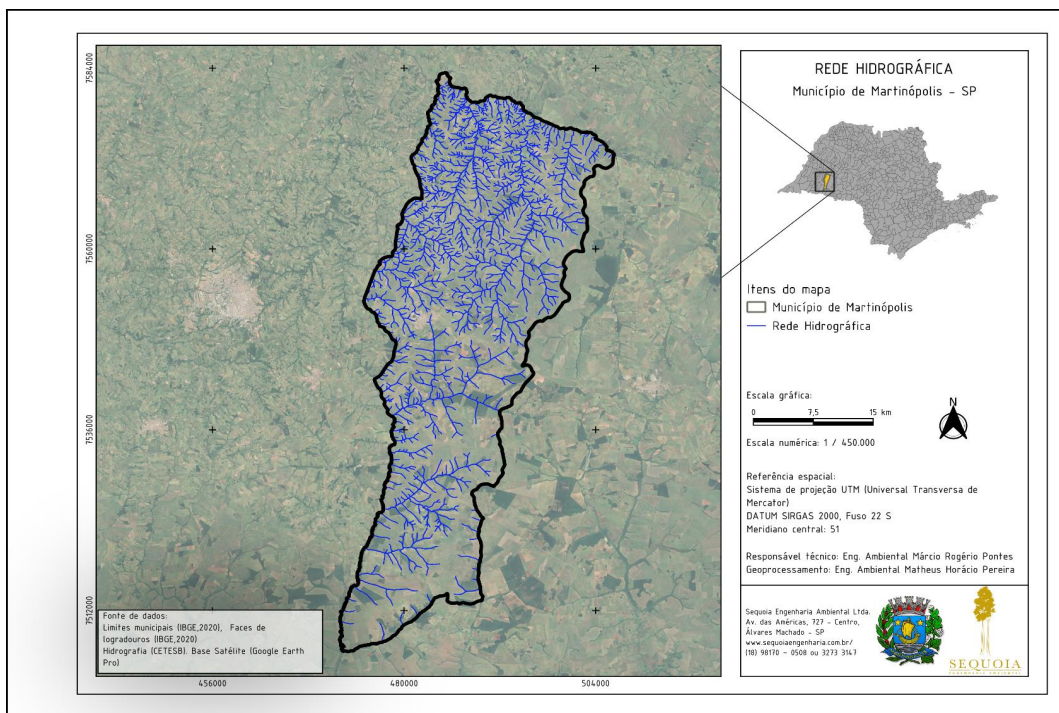 REDE HIDROGRÁFICA
Município de Martinópolis - SP
7584000
7560000
7536000
7512000
456000
480000
504000
Fonte de dados:
Limites municipais (IBGE,2020), Faces de
logradouros (IBGE,2020)
Hidrografia (CETESB). Base Satélite (Google Earth
Pro)
Itens do mapa
Município de Martinópolis
Rede Hidrográfica
Escala gráfica:
0 7,5 15 km
N
Escala numérica: 1 / 450.000
Referência espacial:
Sistema de projeção UTM (Universal Transversa de
Mercator)
DATUM SIRGAS 2000, Fuso 22 S
Meridiano central: 51
Responsável técnico: Eng. Ambiental Márcio Rogério Pontes
Geoprocessamento: Eng. Ambiental Matheus Horácio Pereira
Sequoia Engenharia Ambiental Ltda.
Av. das Américas, 727 - Centro,
Álvares Machado - SP
www.sequoiaengenharia.com.br/
(18) 98170 - 0508 ou 3273 3147
SEQUOIA
ENGENHARIA AMBIENTAL